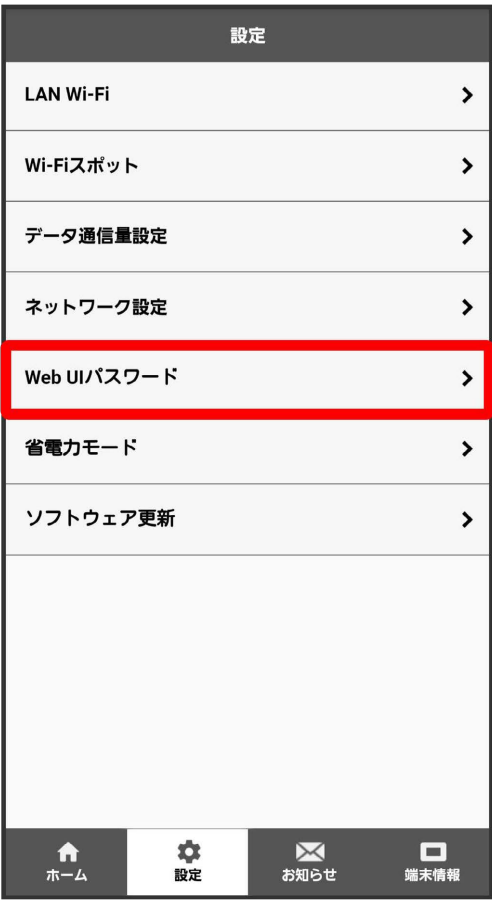 設定
LAN Wi-Fi
Wi-Fiスポット
データ通信量設定
ネットワーク設定
Web UIパスワード
省電力モード
ソフトウェア更新
ホーム
設定
お知らせ
端末情報